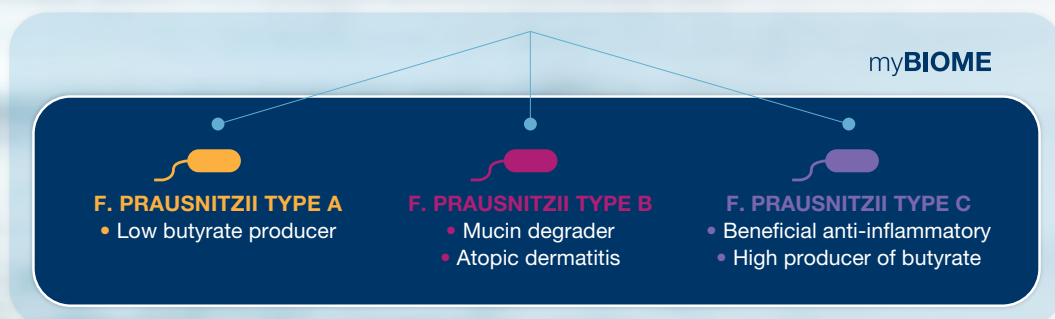 myBIOME
F. PRAUSNITZII TYPE A
• Low butyrate producer
F. PRAUSNITZII TYPE B
• Mucin degrader
• Atopic dermatitis
F. PRAUSNITZII TYPE C
• Beneficial anti-inflammatory
• High producer of butyrate